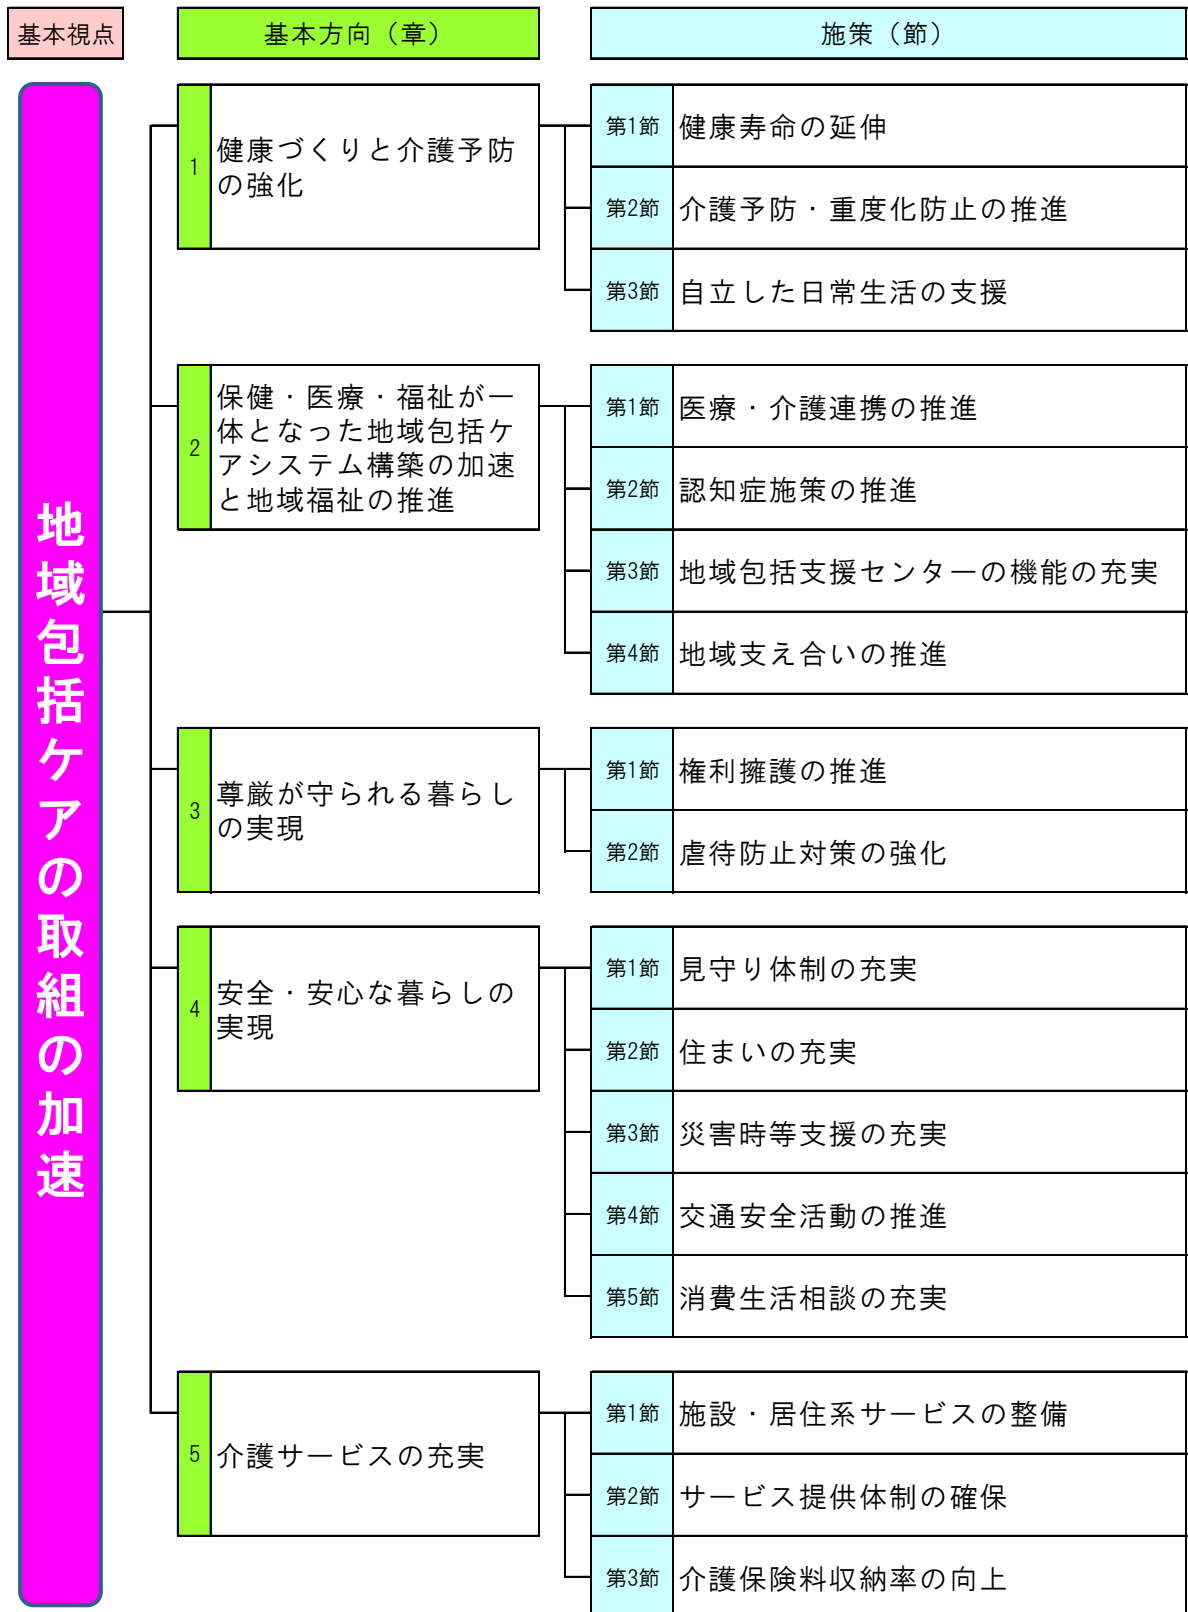 基本視点
基本方向（章）
施策（節）
地域包括ケアの取組の加速
1
健康づくりと介護予防
の強化
第1節
健康寿命の延伸
第2節
介護予防・重度化防止の推進
第3節
自立した日常生活の支援
2
保健・医療・福祉が一
体となった地域包括ケ
アシステム構築の加速
と地域福祉の推進
第1節
医療・介護連携の推進
第2節
認知症施策の推進
第3節
地域包括支援センターの機能の充実
第4節
地域支え合いの推進
3
尊厳が守られる暮らし
の実現
第1節
権利擁護の推進
第2節
虐待防止対策の強化
4
安全・安心な暮らしの
実現
第1節
見守り体制の充実
第2節
住まいの充実
第3節
災害時等支援の充実
第4節
交通安全活動の推進
第5節
消費生活相談の充実
5
介護サービスの充実
第1節
施設・居住系サービスの整備
第2節
サービス提供体制の確保
第3節
介護保険料収納率の向上